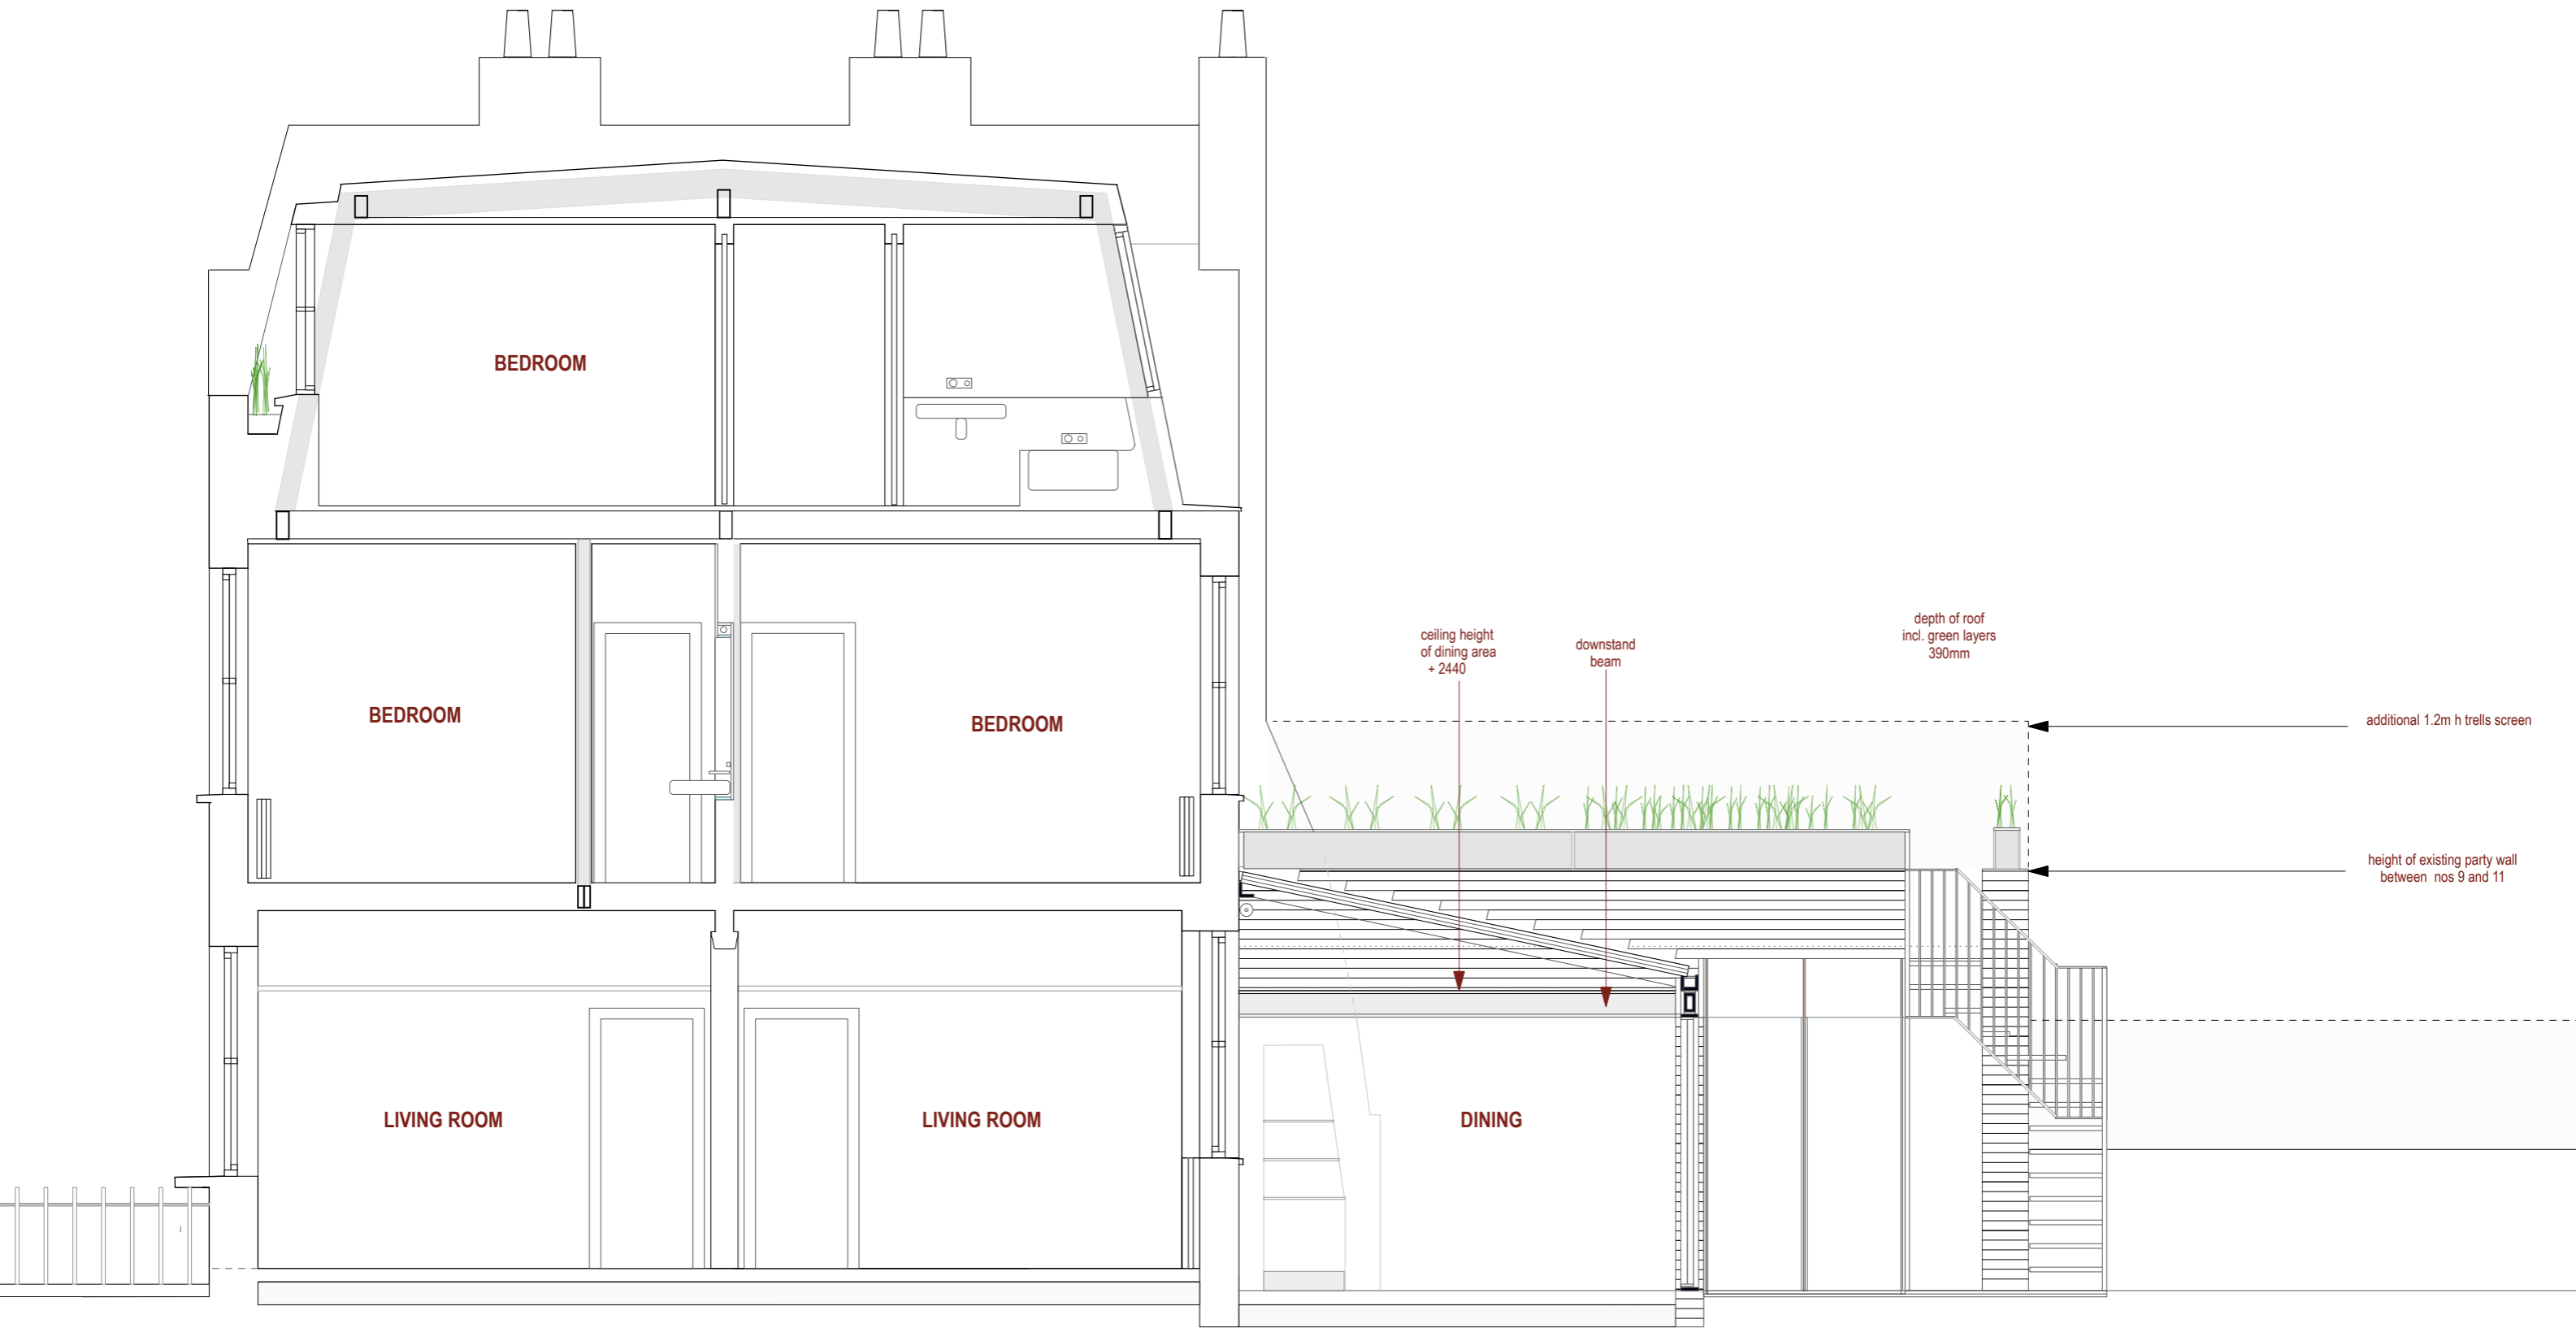 BEDROOM
BEDROOM
BEDROOM
ceiling height
of dining area
+ 2440
downstand
beam
depth of roof
incl. green layers
390mm
additional 1.2m h trells screen
height of existing party wall
between nos 9 and 11
LIVING ROOM
LIVING ROOM
DINING